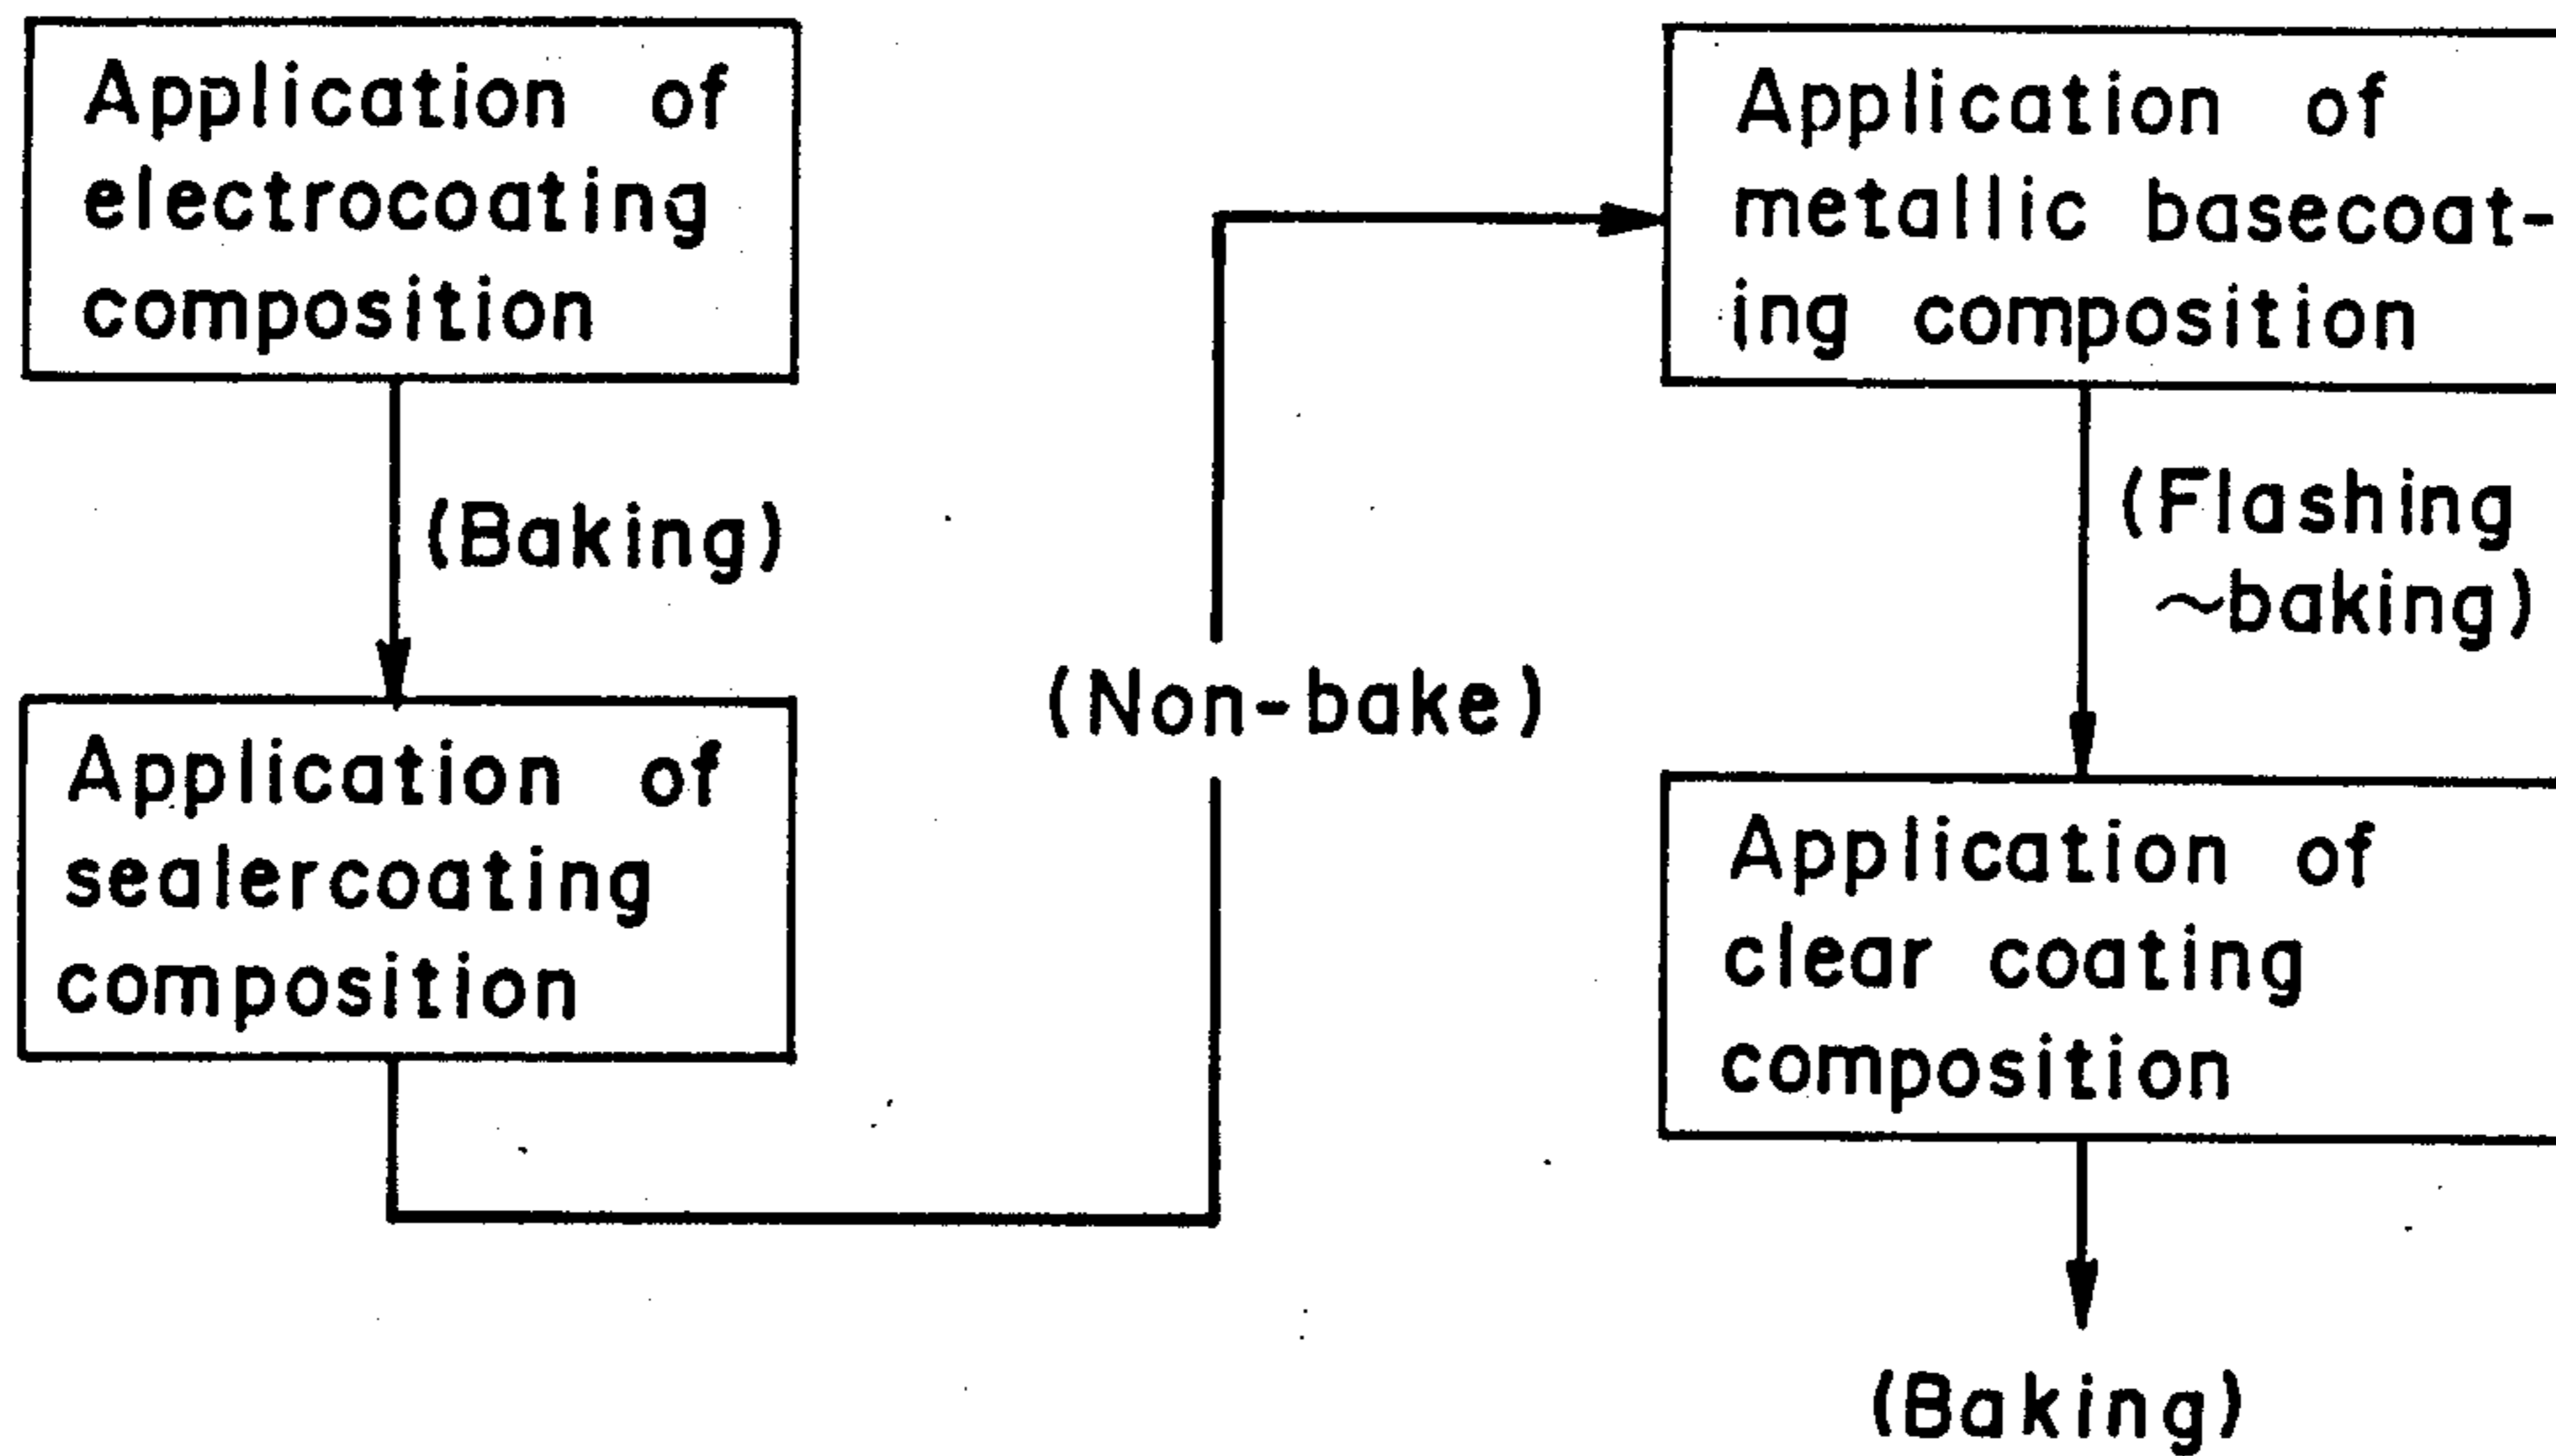 Application of
electrocoating
composition
(Baking)
Application of
sealercoating
composition
(Non-bake)
Application of
metallic basecoat-
ing composition
(Flashing
~baking)
Application of
clear coating
composition
(Baking)